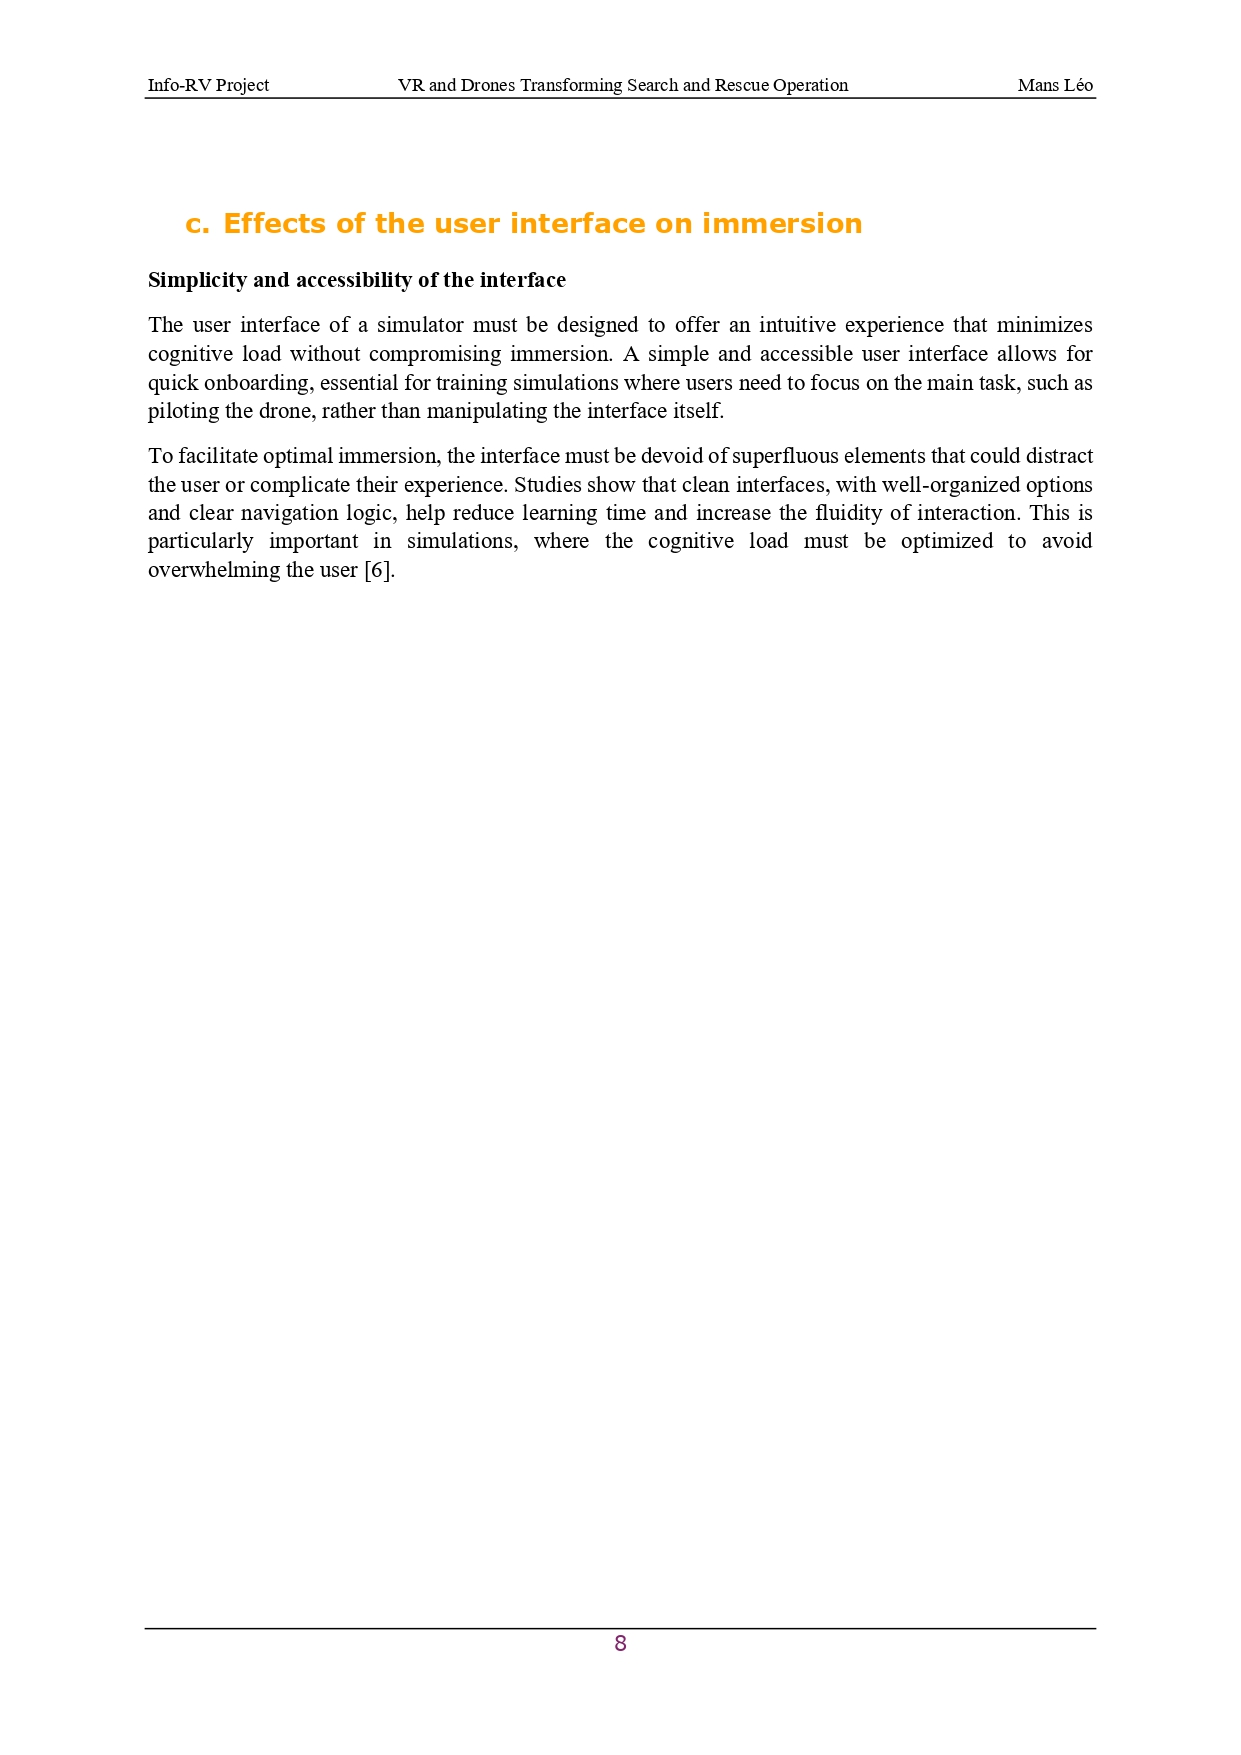 Info-RV Project VR and Drones Transforming Search and Rescue Operation Mans Léo
c. Effects of the user interface on immersion
Simplicity and accessibility of the interface
The user interface of a simulator must be designed to offer an intuitive experience that minimizes
cognitive load without compromising immersion. A simple and accessible user interface allows for
quick onboarding, essential for training simulations where users need to focus on the main task, such as
piloting the drone, rather than manipulating the interface itself.
To facilitate optimal immersion, the interface must be devoid of superfluous elements that could distract
the user or complicate their experience. Studies show that clean interfaces, with well-organized options
and clear navigation logic, help reduce learning time and increase the fluidity of interaction. This is
particularly important in simulations, where the cognitive load must be optimized to avoid
overwhelming the user [6].
8